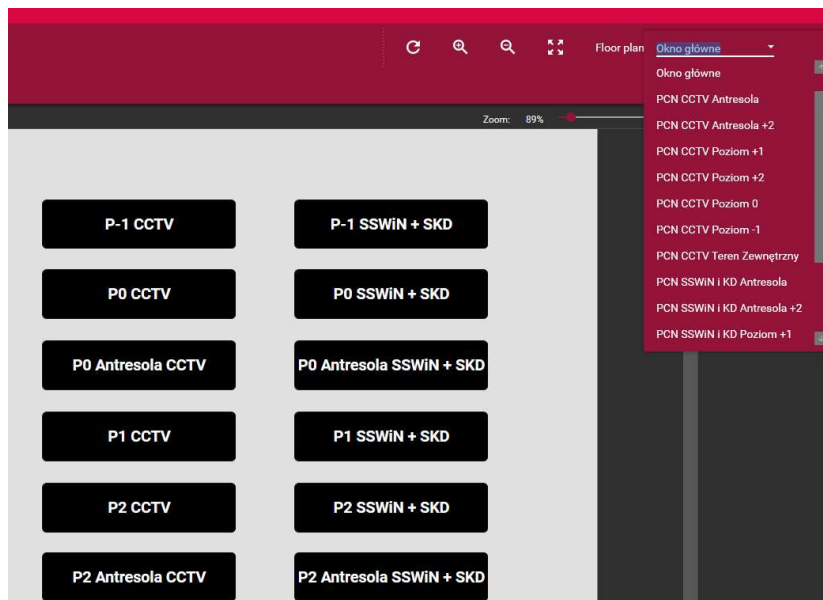 Floor plan
Okno główne
Okno główne
PCN CCTV Antresola
PCN CCTV Antresola +2
PCN CCTV Poziom +1
PCN CCTV Poziom +2
PCN CCTV Poziom 0
PCN CCTV Poziom -1
PCN CCTV Teren Zewnętrzny
PCN SSWiN i KD Antresola
PCN SSWiN i KD Antresola +2
PCN SSWiN i KD Poziom +1
Zoom: 89%
P-1 CCTV
P-1 SSWiN + SKD
P0 CCTV
P0 SSWiN + SKD
P0 Antresola CCTV
P0 Antresola SSWiN + SKD
P1 CCTV
P1 SSWiN + SKD
P2 CCTV
P2 SSWiN + SKD
P2 Antresola CCTV
P2 Antresola SSWiN + SKD